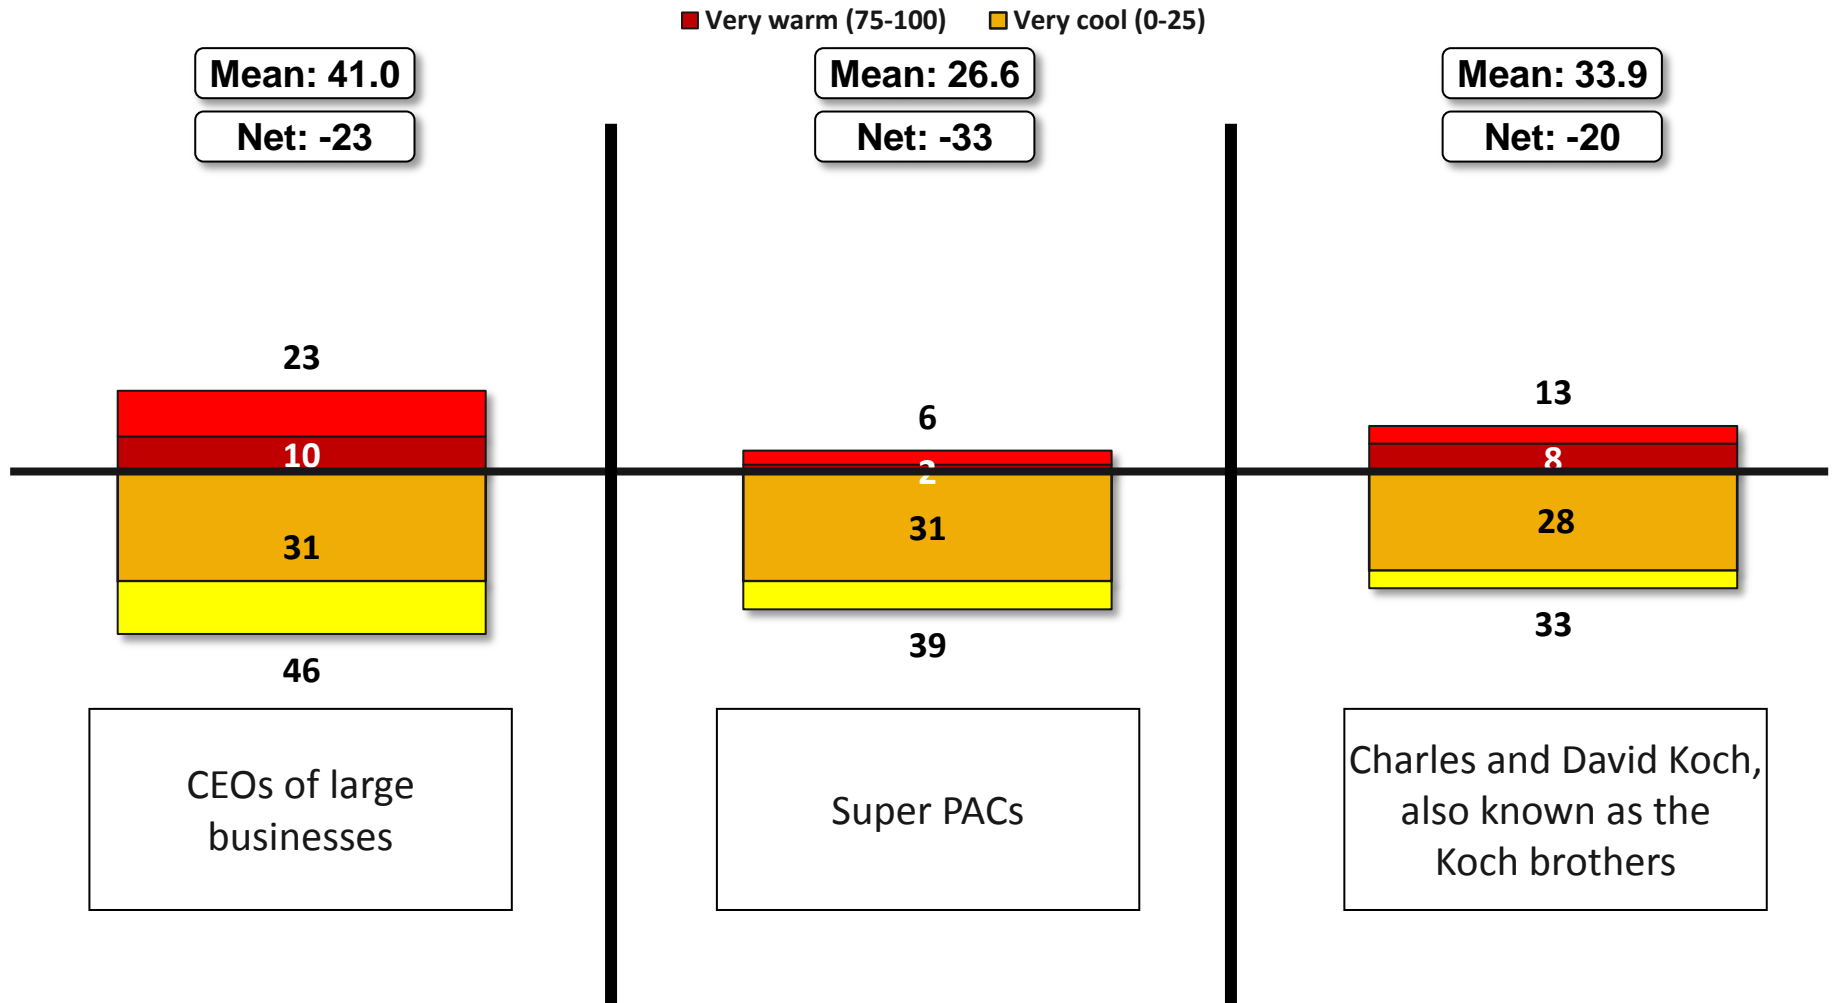 Very warm (75-100) Very cool (0-25)
Mean: 41.0
Net: -23
23
10
31
46
CEOs of large
businesses
Mean: 26.6
Net: -33
6
2
31
39
Super PACs
Mean: 33.9
Net: -20
13
8
28
33
Charles and David Koch,
also known as the
Koch brothers